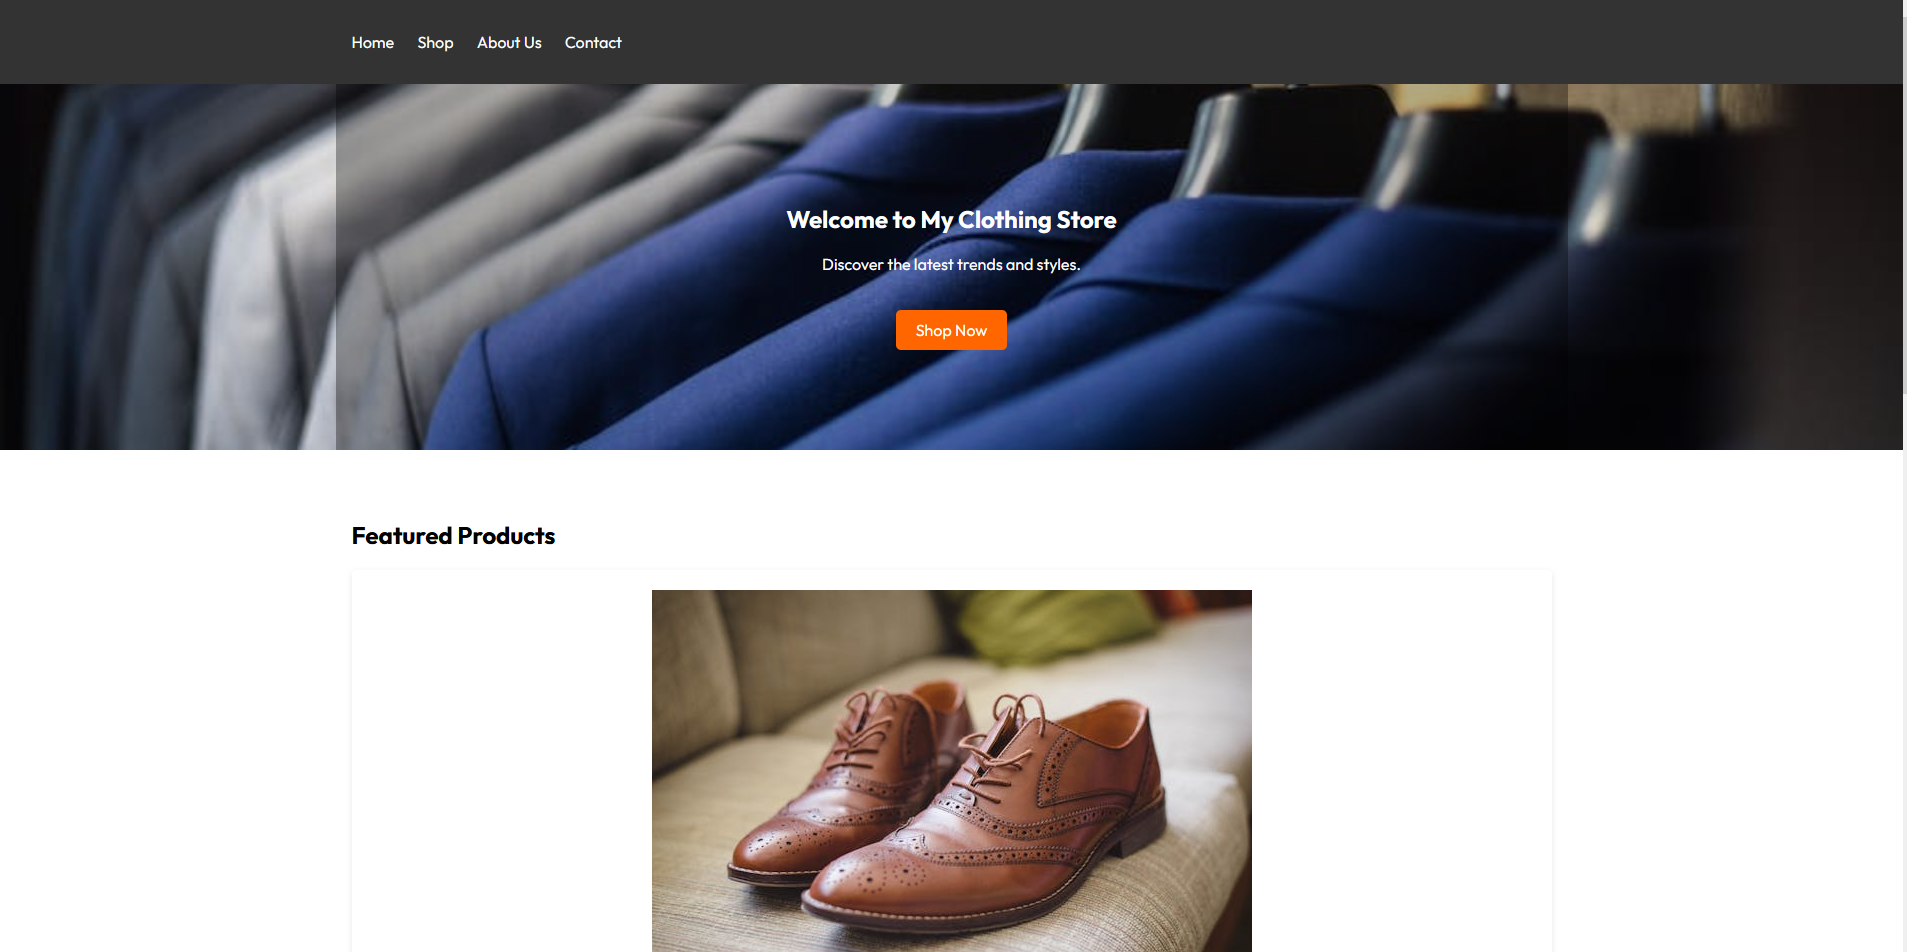 Home Shop About Us Contact
Welcome to My Clothing Store
Discover the latest trends and styles.
Shop Now
Featured Products